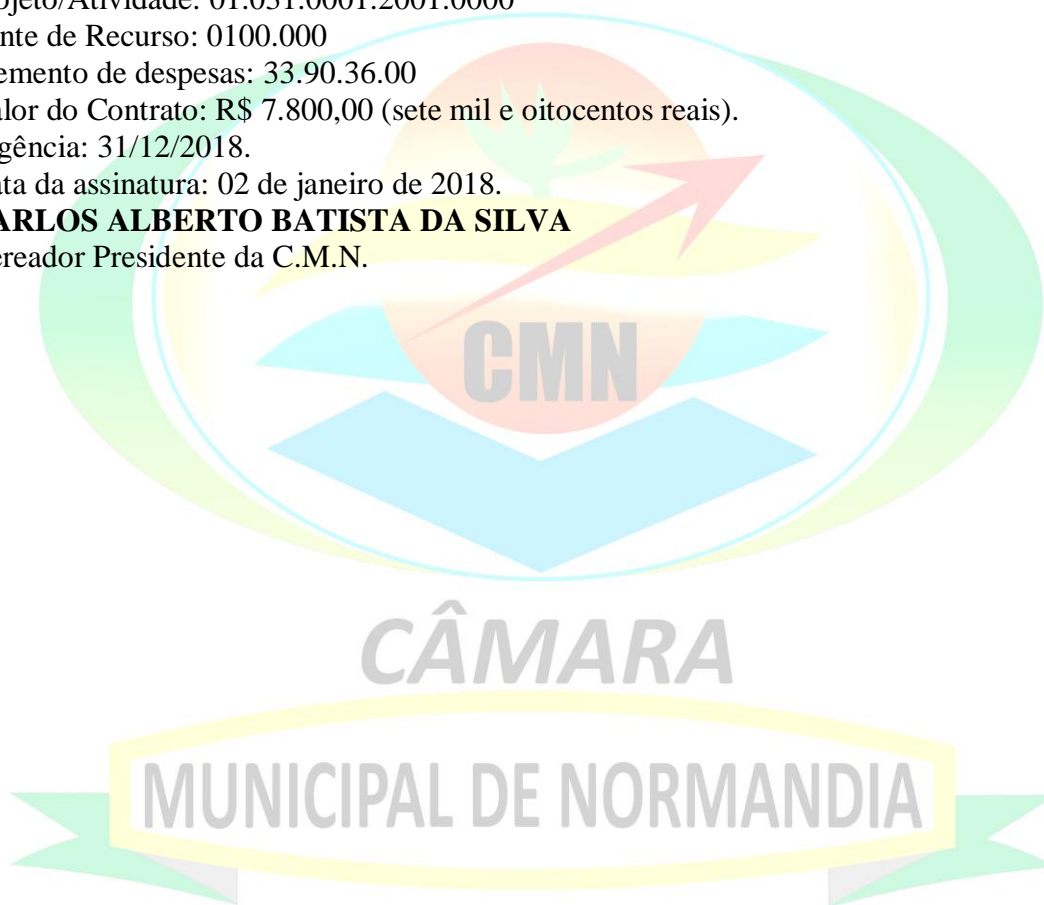 ojeto/Atividade: 01.031.0001.2001.0000
nte de Recurso: 0100.000
emento de despesas: 33.90.36.00
alor do Contrato: R$ 7.800,00 (sete mil e oitocentos reais).
gência: 31/12/2018.
ata da assinatura: 02 de janeiro de 2018.
ARLOS ALBERTO BATISTA DA SILVA
ereador Presidente da C.M.N.
CMN
CÂMARA
MUNICIPAL DE NORMANDIA